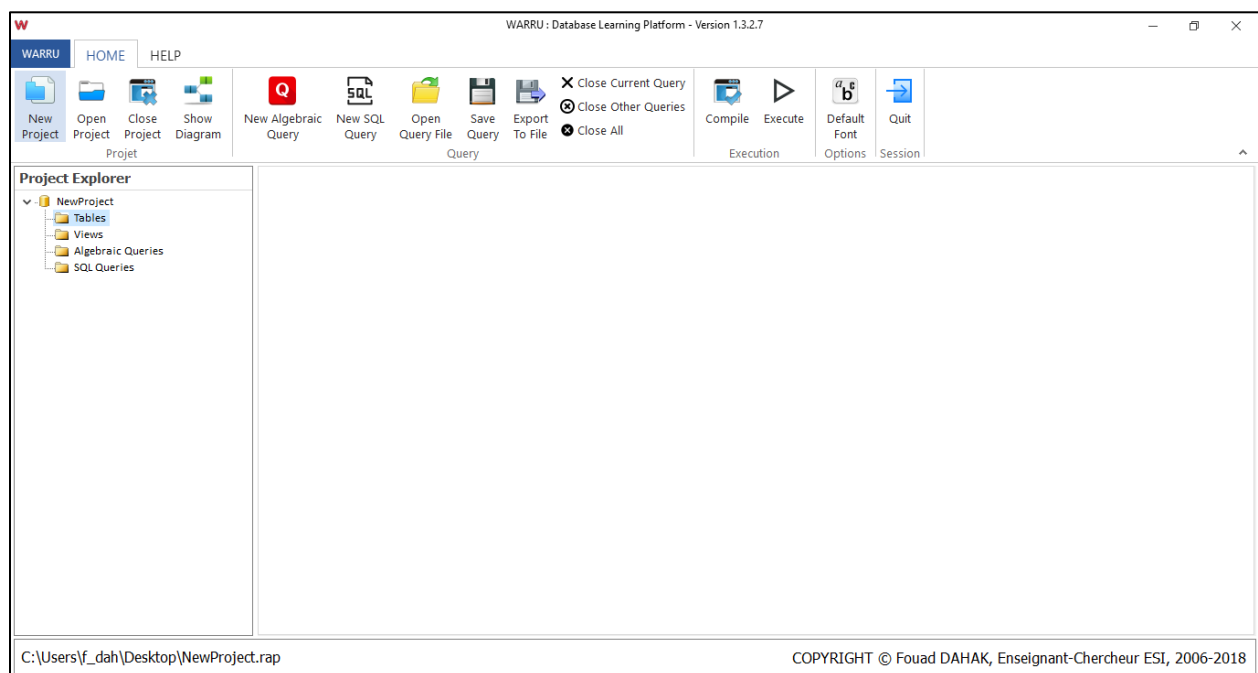 W
WARRU : Database Learning Platform - Version 1.3.2.7
WARRU HOME HELP
New Project
Open Project
Close Project
Show Diagram
Projet
Q
New Algebraic Query
SQL
New SQL Query
Open Query File
Save Query
Export To File
Close Current Query
Close Other Queries
Close All
Query
Compile
Execute
Execution
a b c
Default Font
Options
Quit
Session
Project Explorer
NewProject
Tables
Views
Algebraic Queries
SQL Queries
C:\Users\f_dah\Desktop\NewProject.rap
COPYRIGHT © Fouad DAHAK, Enseignant-Chercheur ESI, 2006-2018